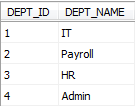 DEPT_ID DEPT_NAME
1 IT
2 Payroll
3 HR
4 Admin